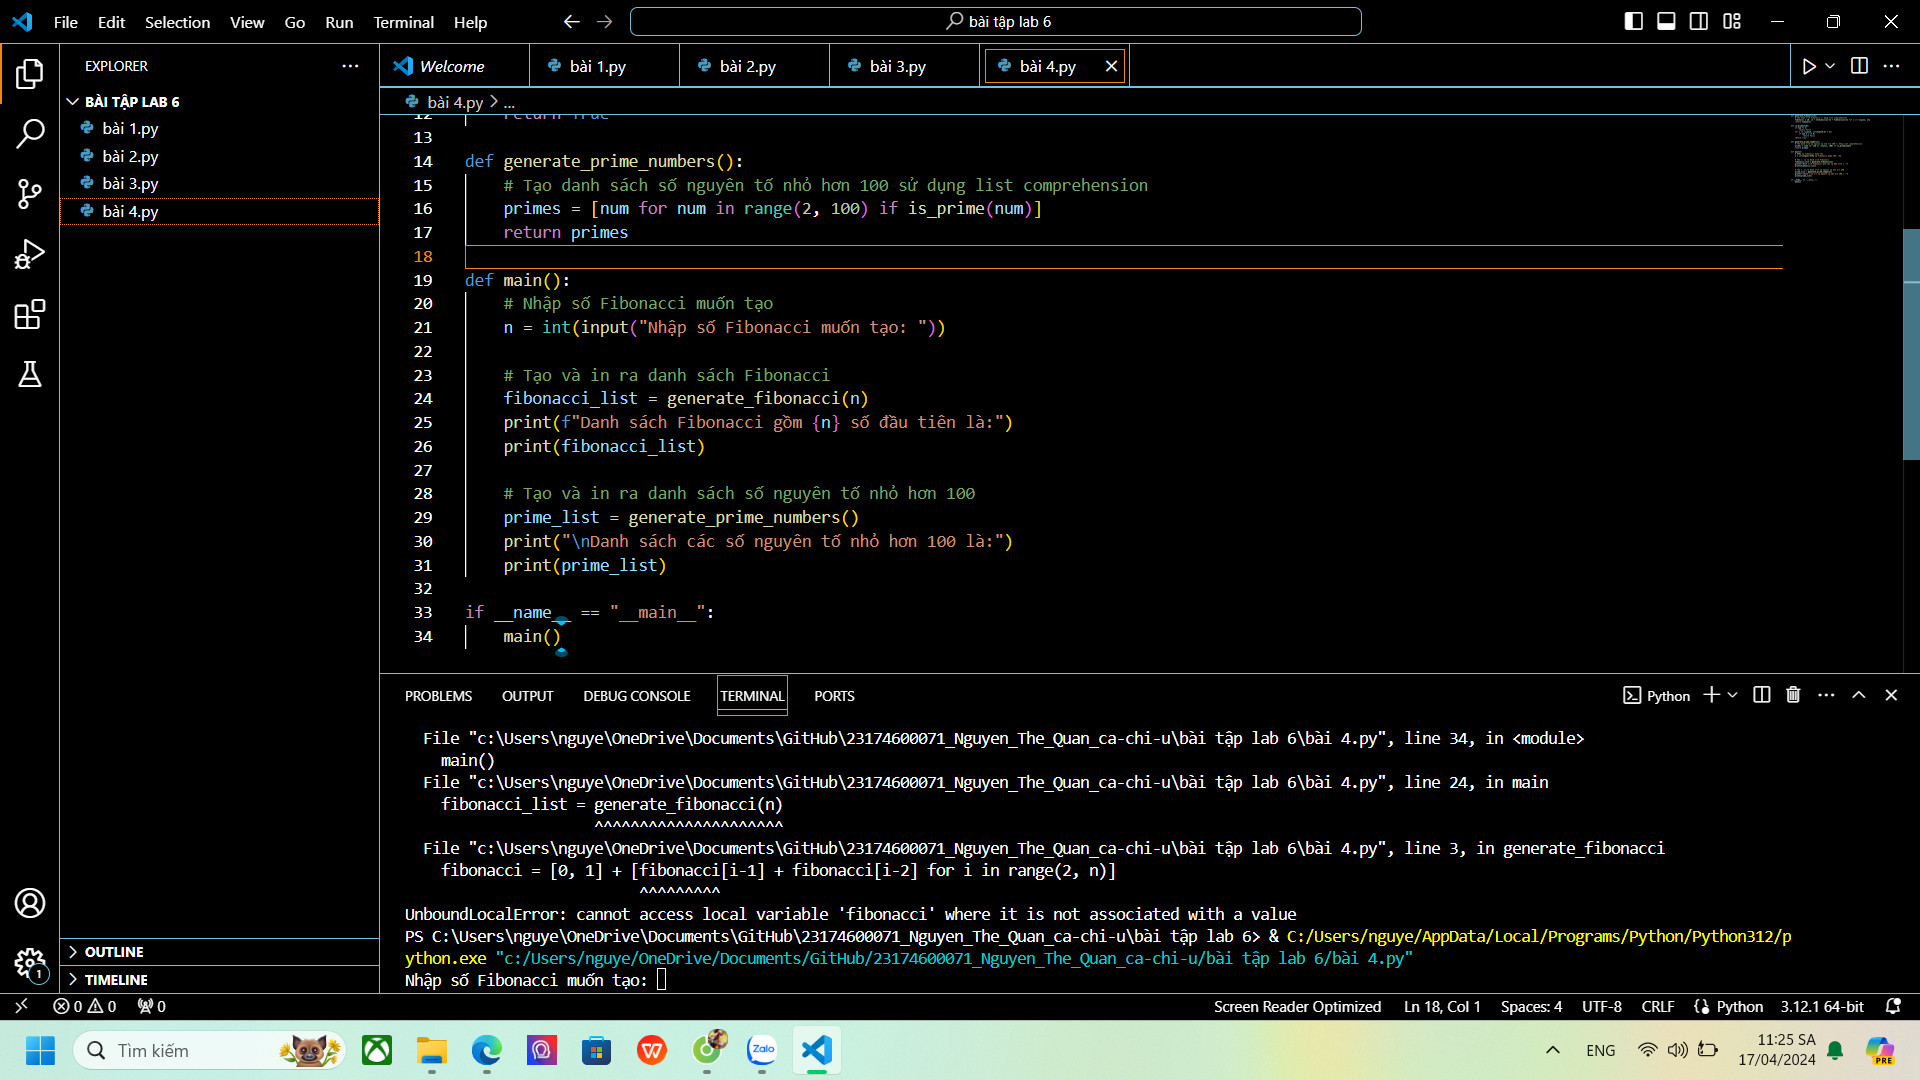 File Edit Selection View Go Run Terminal Help
bài tập lab 6
EXPLORER
Welcome
bài 1.py
bài 2.py
bài 3.py
bài 4.py
BÀI TẬP LAB 6
bài 1.py
bài 2.py
bài 3.py
bài 4.py
bài 4.py > ...
12 return True
13
14 def generate_prime_numbers():
15 # Tạo danh sách số nguyên tố nhỏ hơn 100 sử dụng list comprehension
16 primes = [num for num in range(2, 100) if is_prime(num)]
17 return primes
18
19 def main():
20 # Nhập số Fibonacci muốn tạo
21 n = int(input("Nhập số Fibonacci muốn tạo: "))
22
23 # Tạo và in ra danh sách Fibonacci
24 fibonacci_list = generate_fibonacci(n)
25 print(f"Danh sách Fibonacci gồm {n} số đầu tiên là:")
26 print(fibonacci_list)
27
28 # Tạo và in ra danh sách số nguyên tố nhỏ hơn 100
29 prime_list = generate_prime_numbers()
30 print("\nDanh sách các số nguyên tố nhỏ hơn 100 là:")
31 print(prime_list)
32
33 if __name__ == "__main__":
34 main()
PROBLEMS OUTPUT DEBUG CONSOLE TERMINAL PORTS
Python
File "c:\Users\nguye\OneDrive\Documents\GitHub\23174600071_Nguyen_The_Quan_ca-chi-u\bài tập lab 6\bài 4.py", line 34, in <module>
main()
File "c:\Users\nguye\OneDrive\Documents\GitHub\23174600071_Nguyen_The_Quan_ca-chi-u\bài tập lab 6\bài 4.py", line 24, in main
fibonacci_list = generate_fibonacci(n)
^^^^^^^^^^^^^^^^^^^^^
File "c:\Users\nguye\OneDrive\Documents\GitHub\23174600071_Nguyen_The_Quan_ca-chi-u\bài tập lab 6\bài 4.py", line 3, in generate_fibonacci
fibonacci = [0, 1] + [fibonacci[i-1] + fibonacci[i-2] for i in range(2, n)]
^^^^^^^^^
UnboundLocalError: cannot access local variable 'fibonacci' where it is not associated with a value
PS C:\Users\nguye\OneDrive\Documents\GitHub\23174600071_Nguyen_The_Quan_ca-chi-u\bài tập lab 6> & C:/Users/nguye/AppData/Local/Programs/Python/Python312/p
ython.exe "c:/Users/nguye/OneDrive/Documents/GitHub/23174600071_Nguyen_The_Quan_ca-chi-u/bài tập lab 6/bài 4.py"
Nhập số Fibonacci muốn tạo:
OUTLINE
TIMELINE
1
0 0 0
Screen Reader Optimized Ln 18, Col 1 Spaces: 4 UTF-8 CRLF Python 3.12.1 64-bit
Tìm kiếm
Zalo
ENG
11:25 SA
17/04/2024
PRE